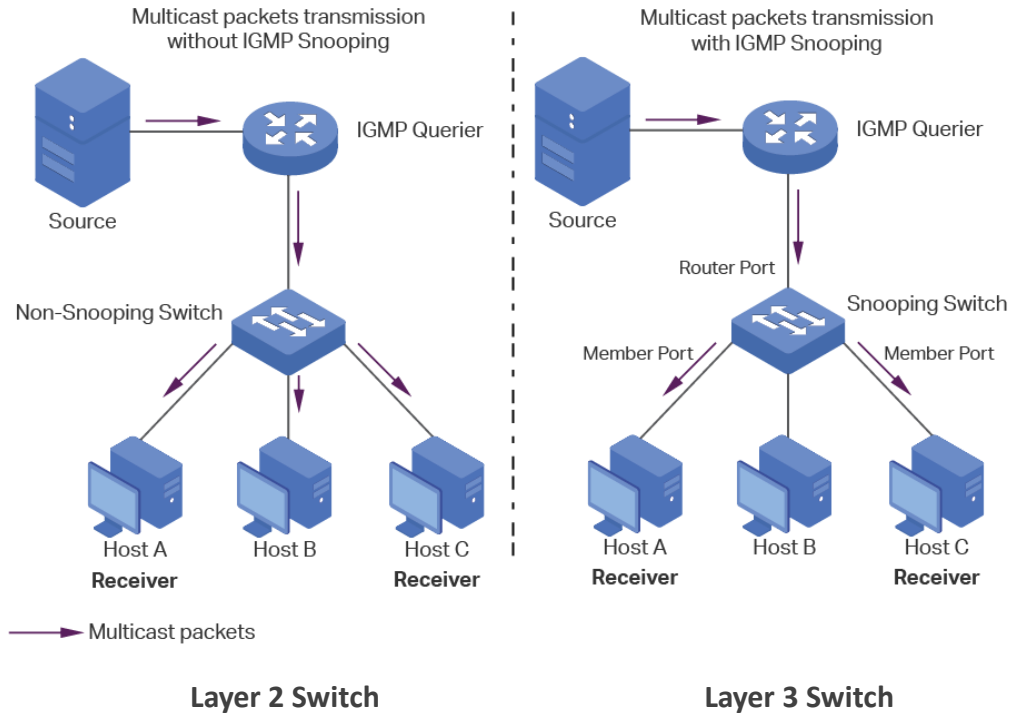 Multicast packets transmission
without IGMP Snooping
IGMP Querier
Source
Non-Snooping Switch
Host A
Receiver
Host B
Host C
Receiver
Multicast packets
Layer 2 Switch
Multicast packets transmission
with IGMP Snooping
IGMP Querier
Source
Router Port
Snooping Switch
Member Port
Member Port
Host A
Receiver
Host B
Host C
Receiver
Layer 3 Switch